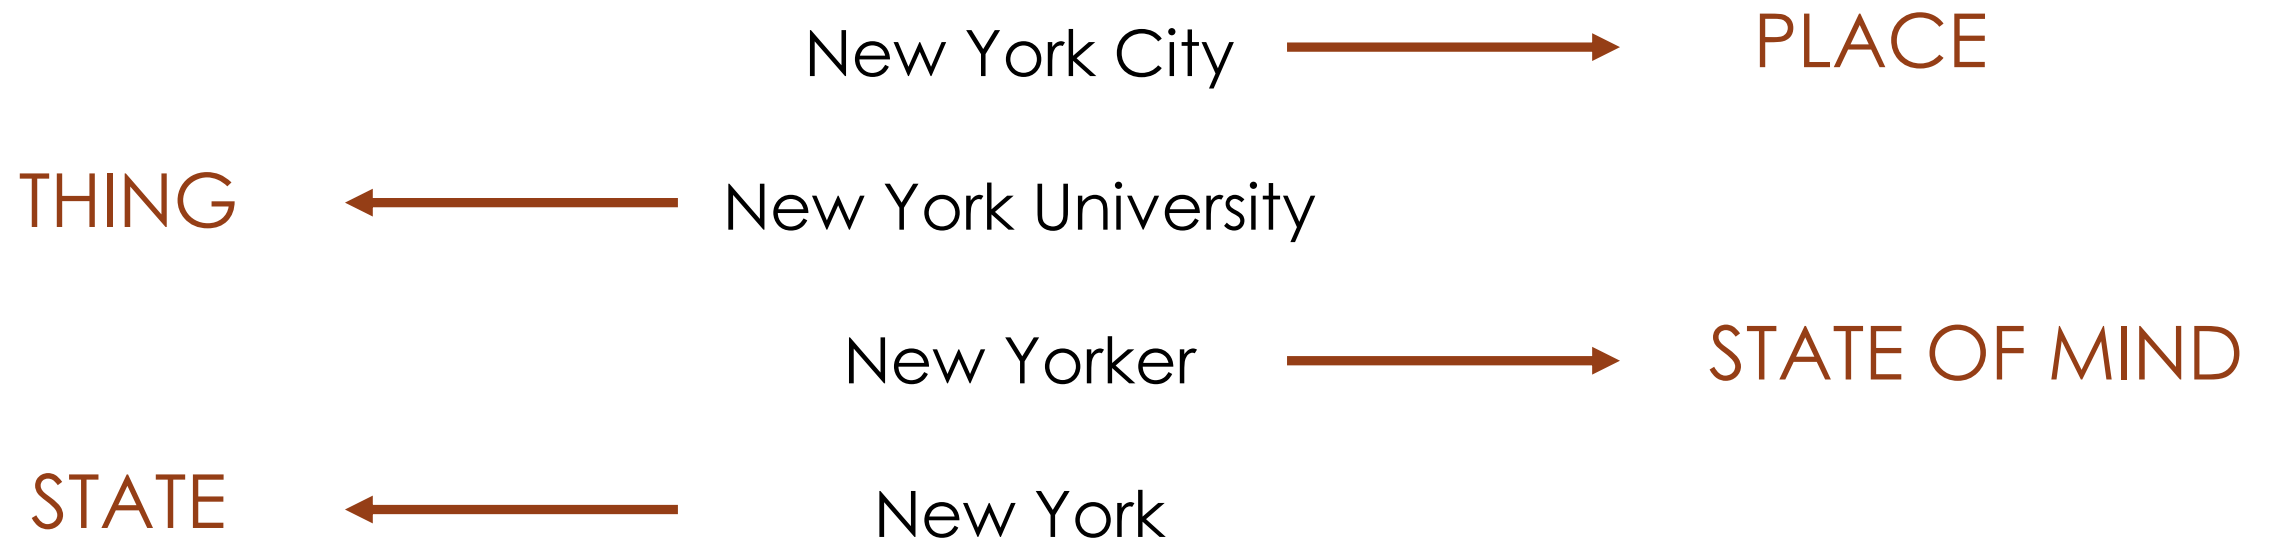 New York City PLACE
THING New York University
New Yorker STATE OF MIND
STATE New York